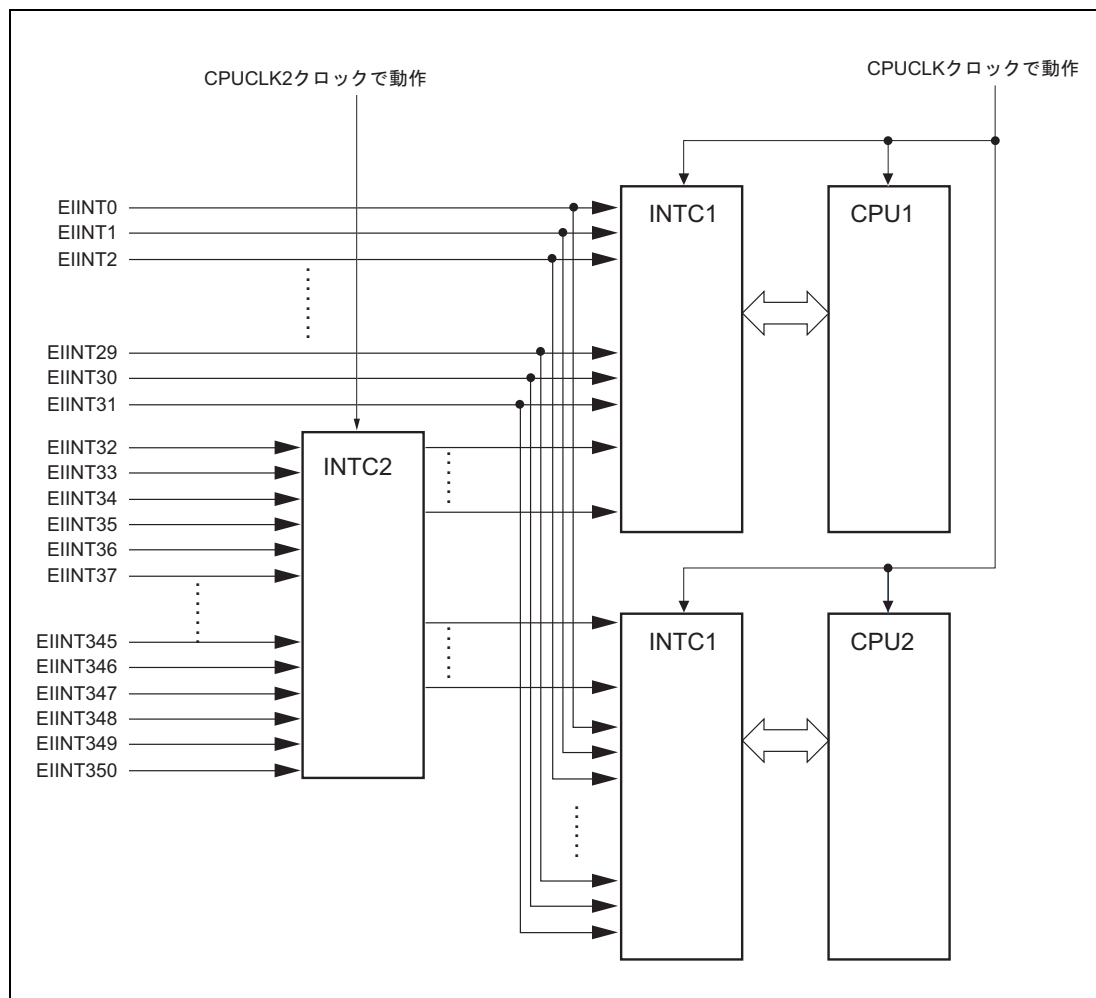 CPUCLK2クロックで動作
CPUCLKクロックで動作
EIINT0
EIINT1
EIINT2
EIINT29
EIINT30
EIINT31
INTC1
CPU1
EIINT32
EIINT33
EIINT34
EIINT35
EIINT36
EIINT37
EIINT345
EIINT346
EIINT347
EIINT348
EIINT349
EIINT350
INTC2
INTC1
CPU2